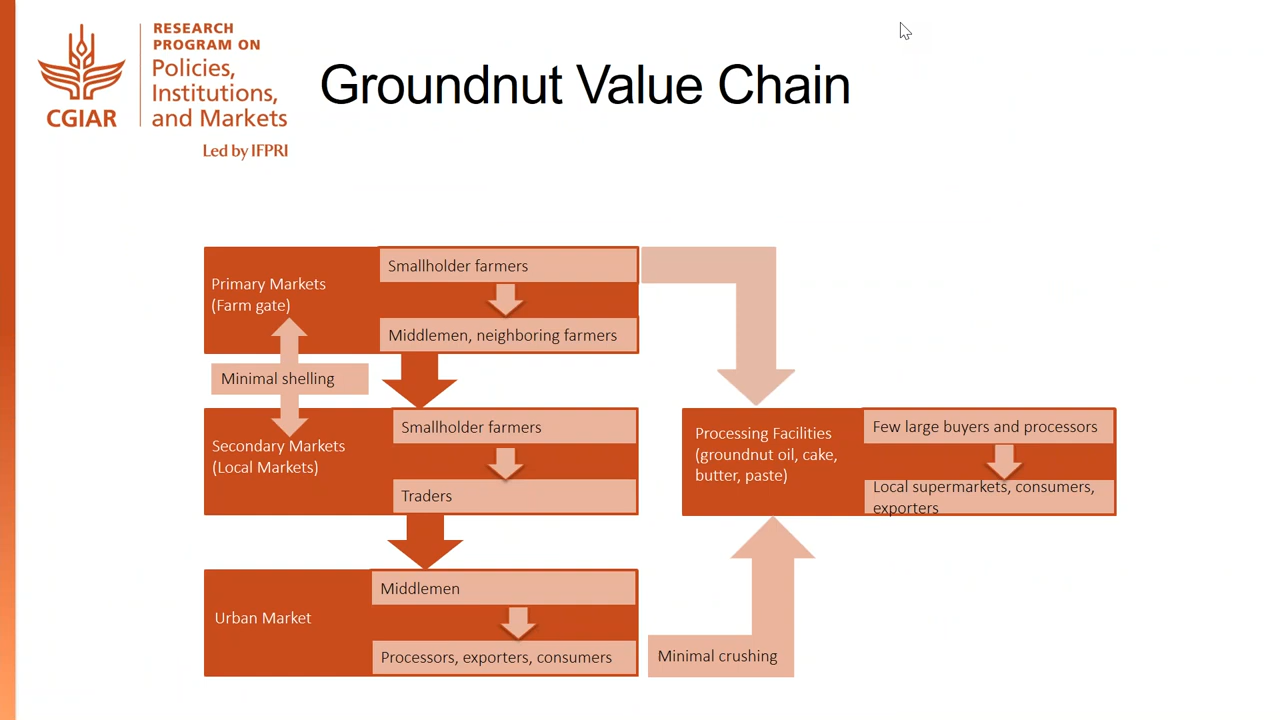 RESEARCH
PROGRAM ON
Policies,
Institutions,
and Markets
CGIAR
Led by IFPRI
Groundnut Value Chain
Primary Markets
(Farm gate)
Smallholder farmers
Middlemen, neighboring farmers
Minimal shelling
Secondary Markets
(Local Markets)
Smallholder farmers
Traders
Processing Facilities
(groundnut oil, cake,
butter, paste)
Few large buyers and processors
Local supermarkets, consumers,
exporters
Urban Market
Middlemen
Processors, exporters, consumers
Minimal crushing